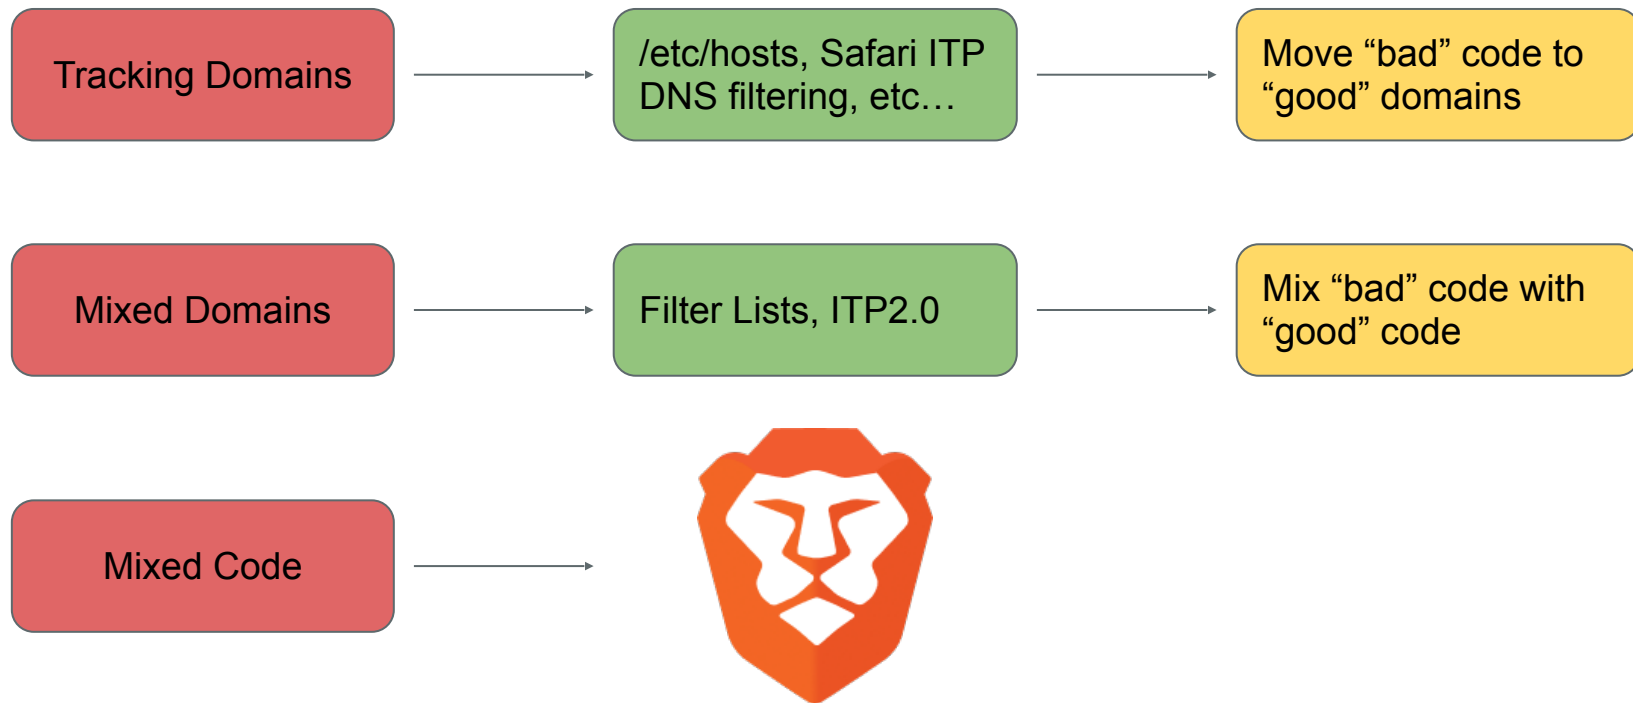 Tracking Domains
/etc/hosts, Safari ITP
DNS filtering, etc…
Move “bad” code to
“good” domains
Mixed Domains
Filter Lists, ITP2.0
Mix “bad” code with
“good” code
Mixed Code